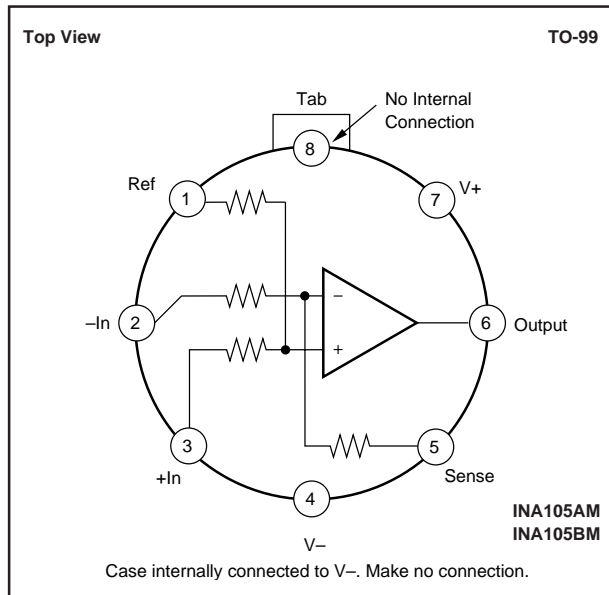 Top View
TO-99
Tab
No Internal
Connection
8
Ref
1
7
V+
2
–In
–
+
6
Output
3
+In
5
Sense
4
V–
INA105AM
INA105BM
Case internally connected to V–. Make no connection.